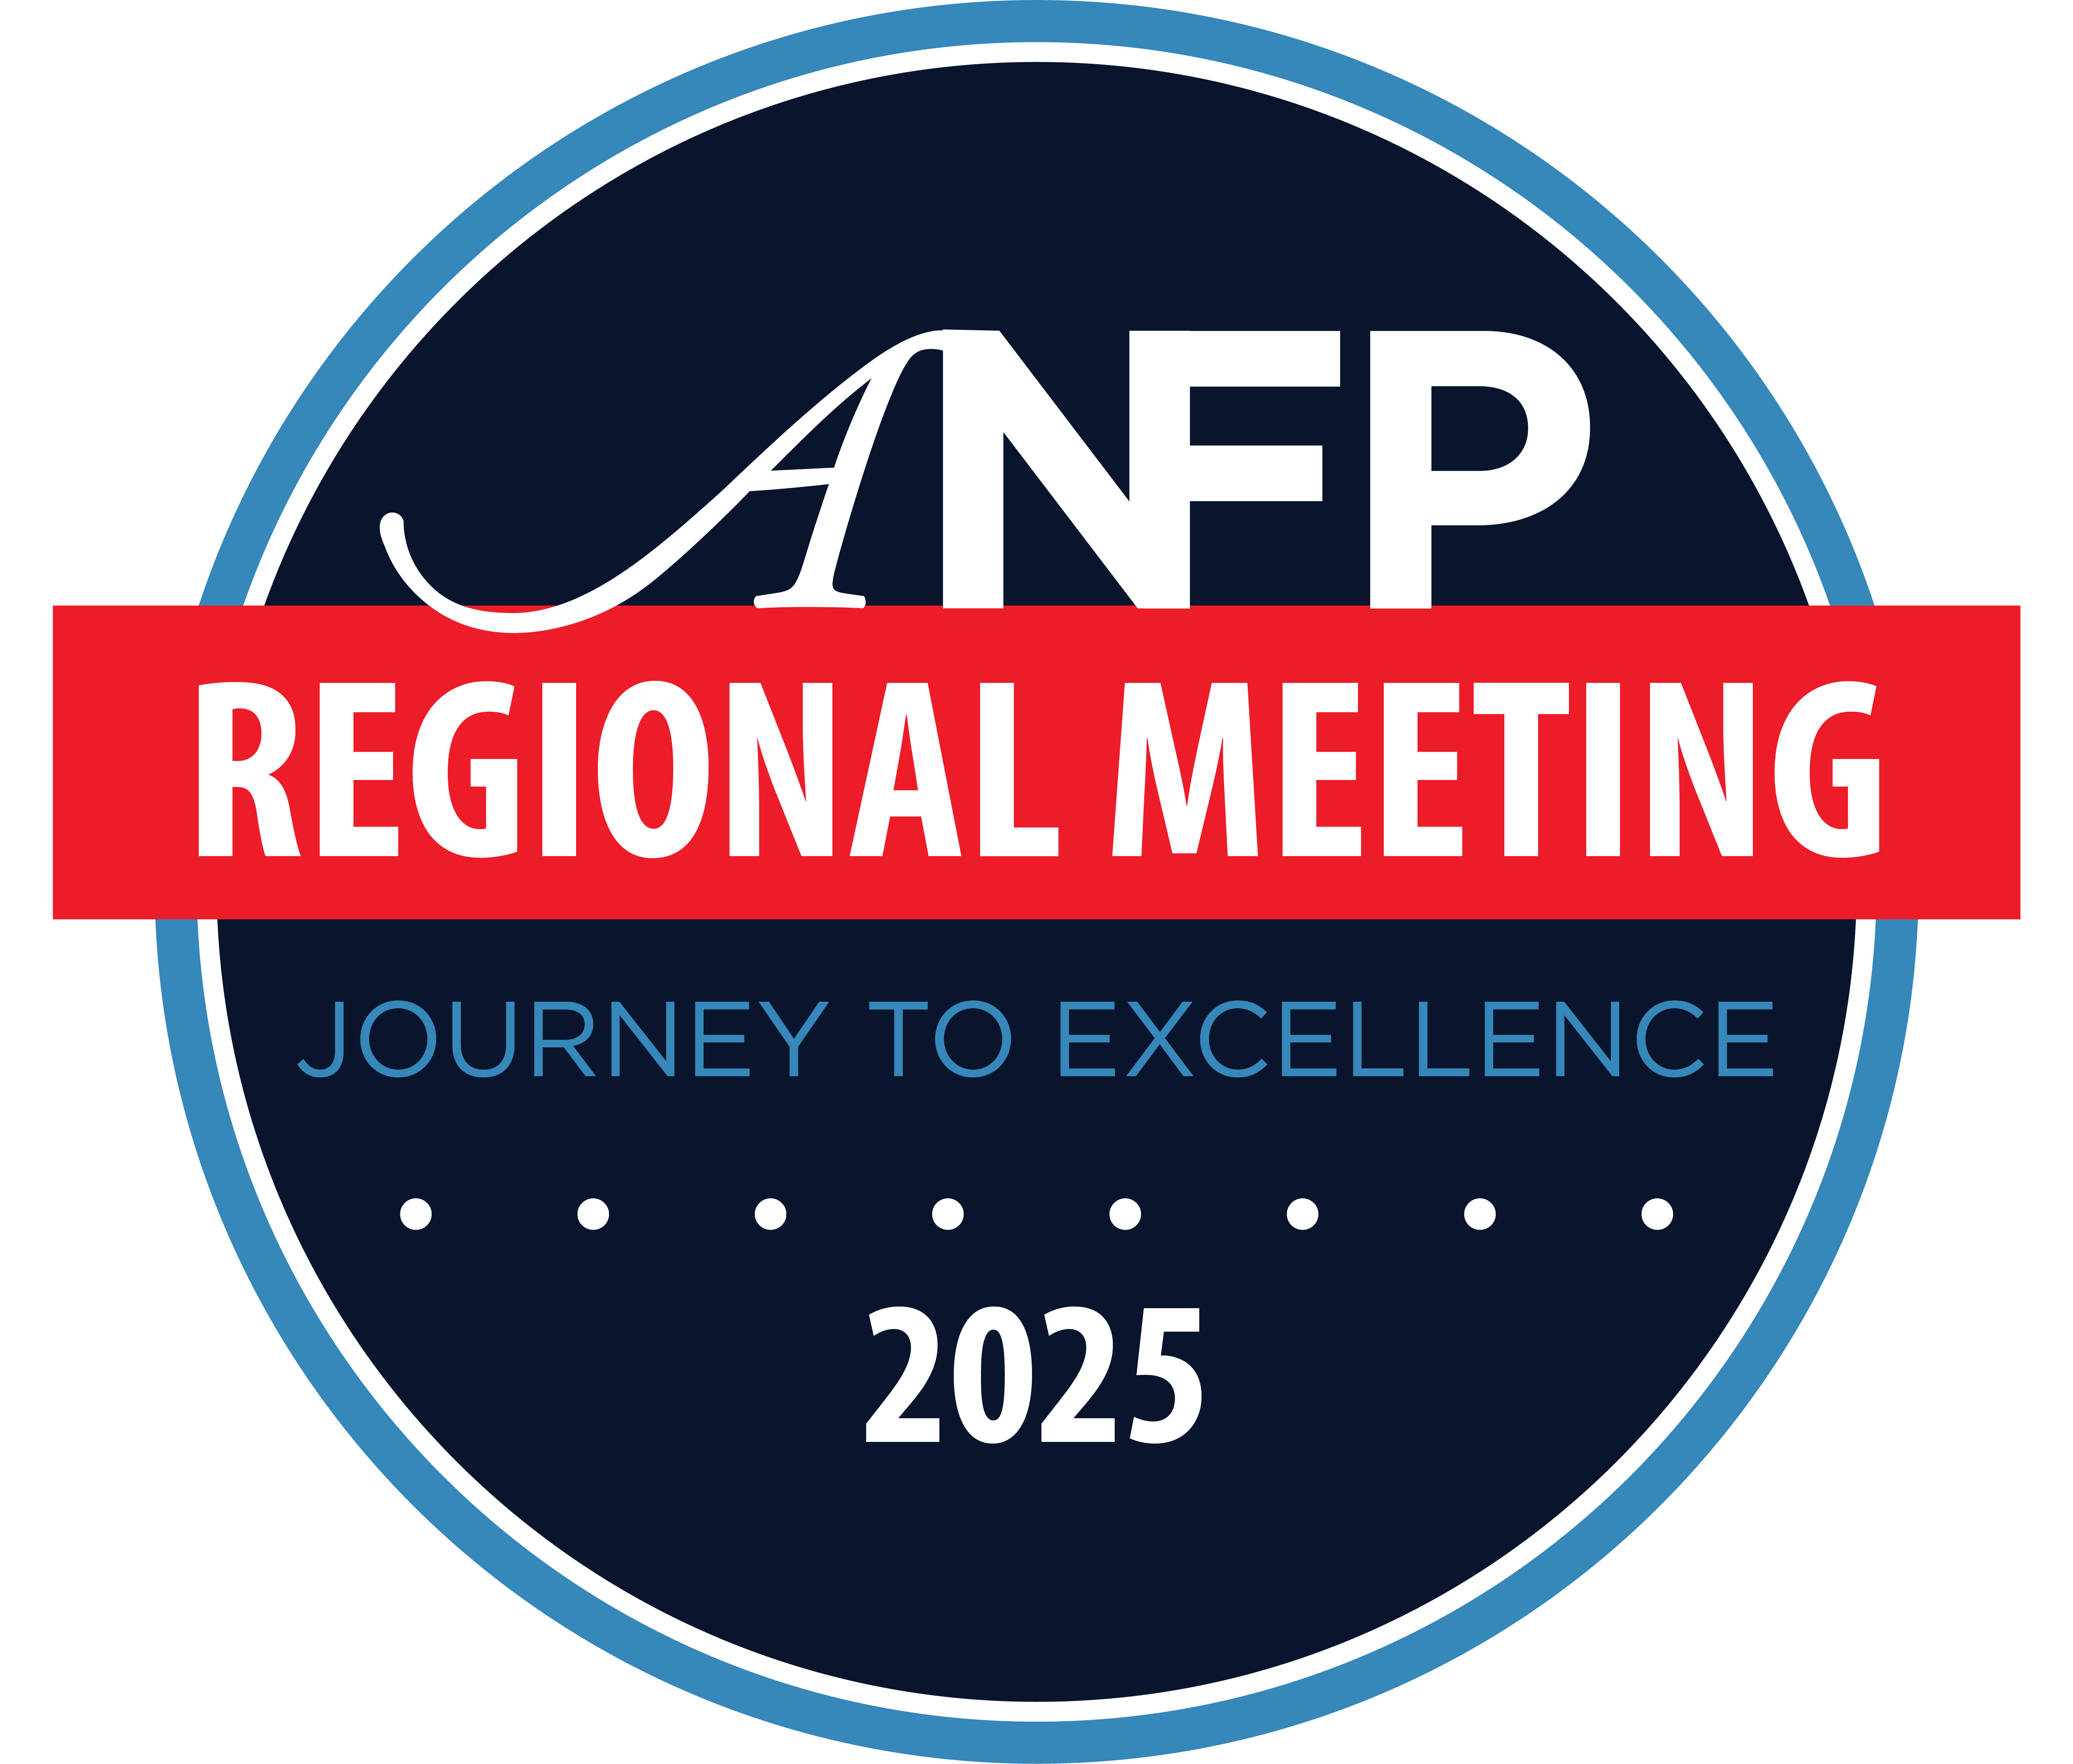 ANFP
REGIONAL MEETING
JOURNEY TO EXCELLENCE
2025